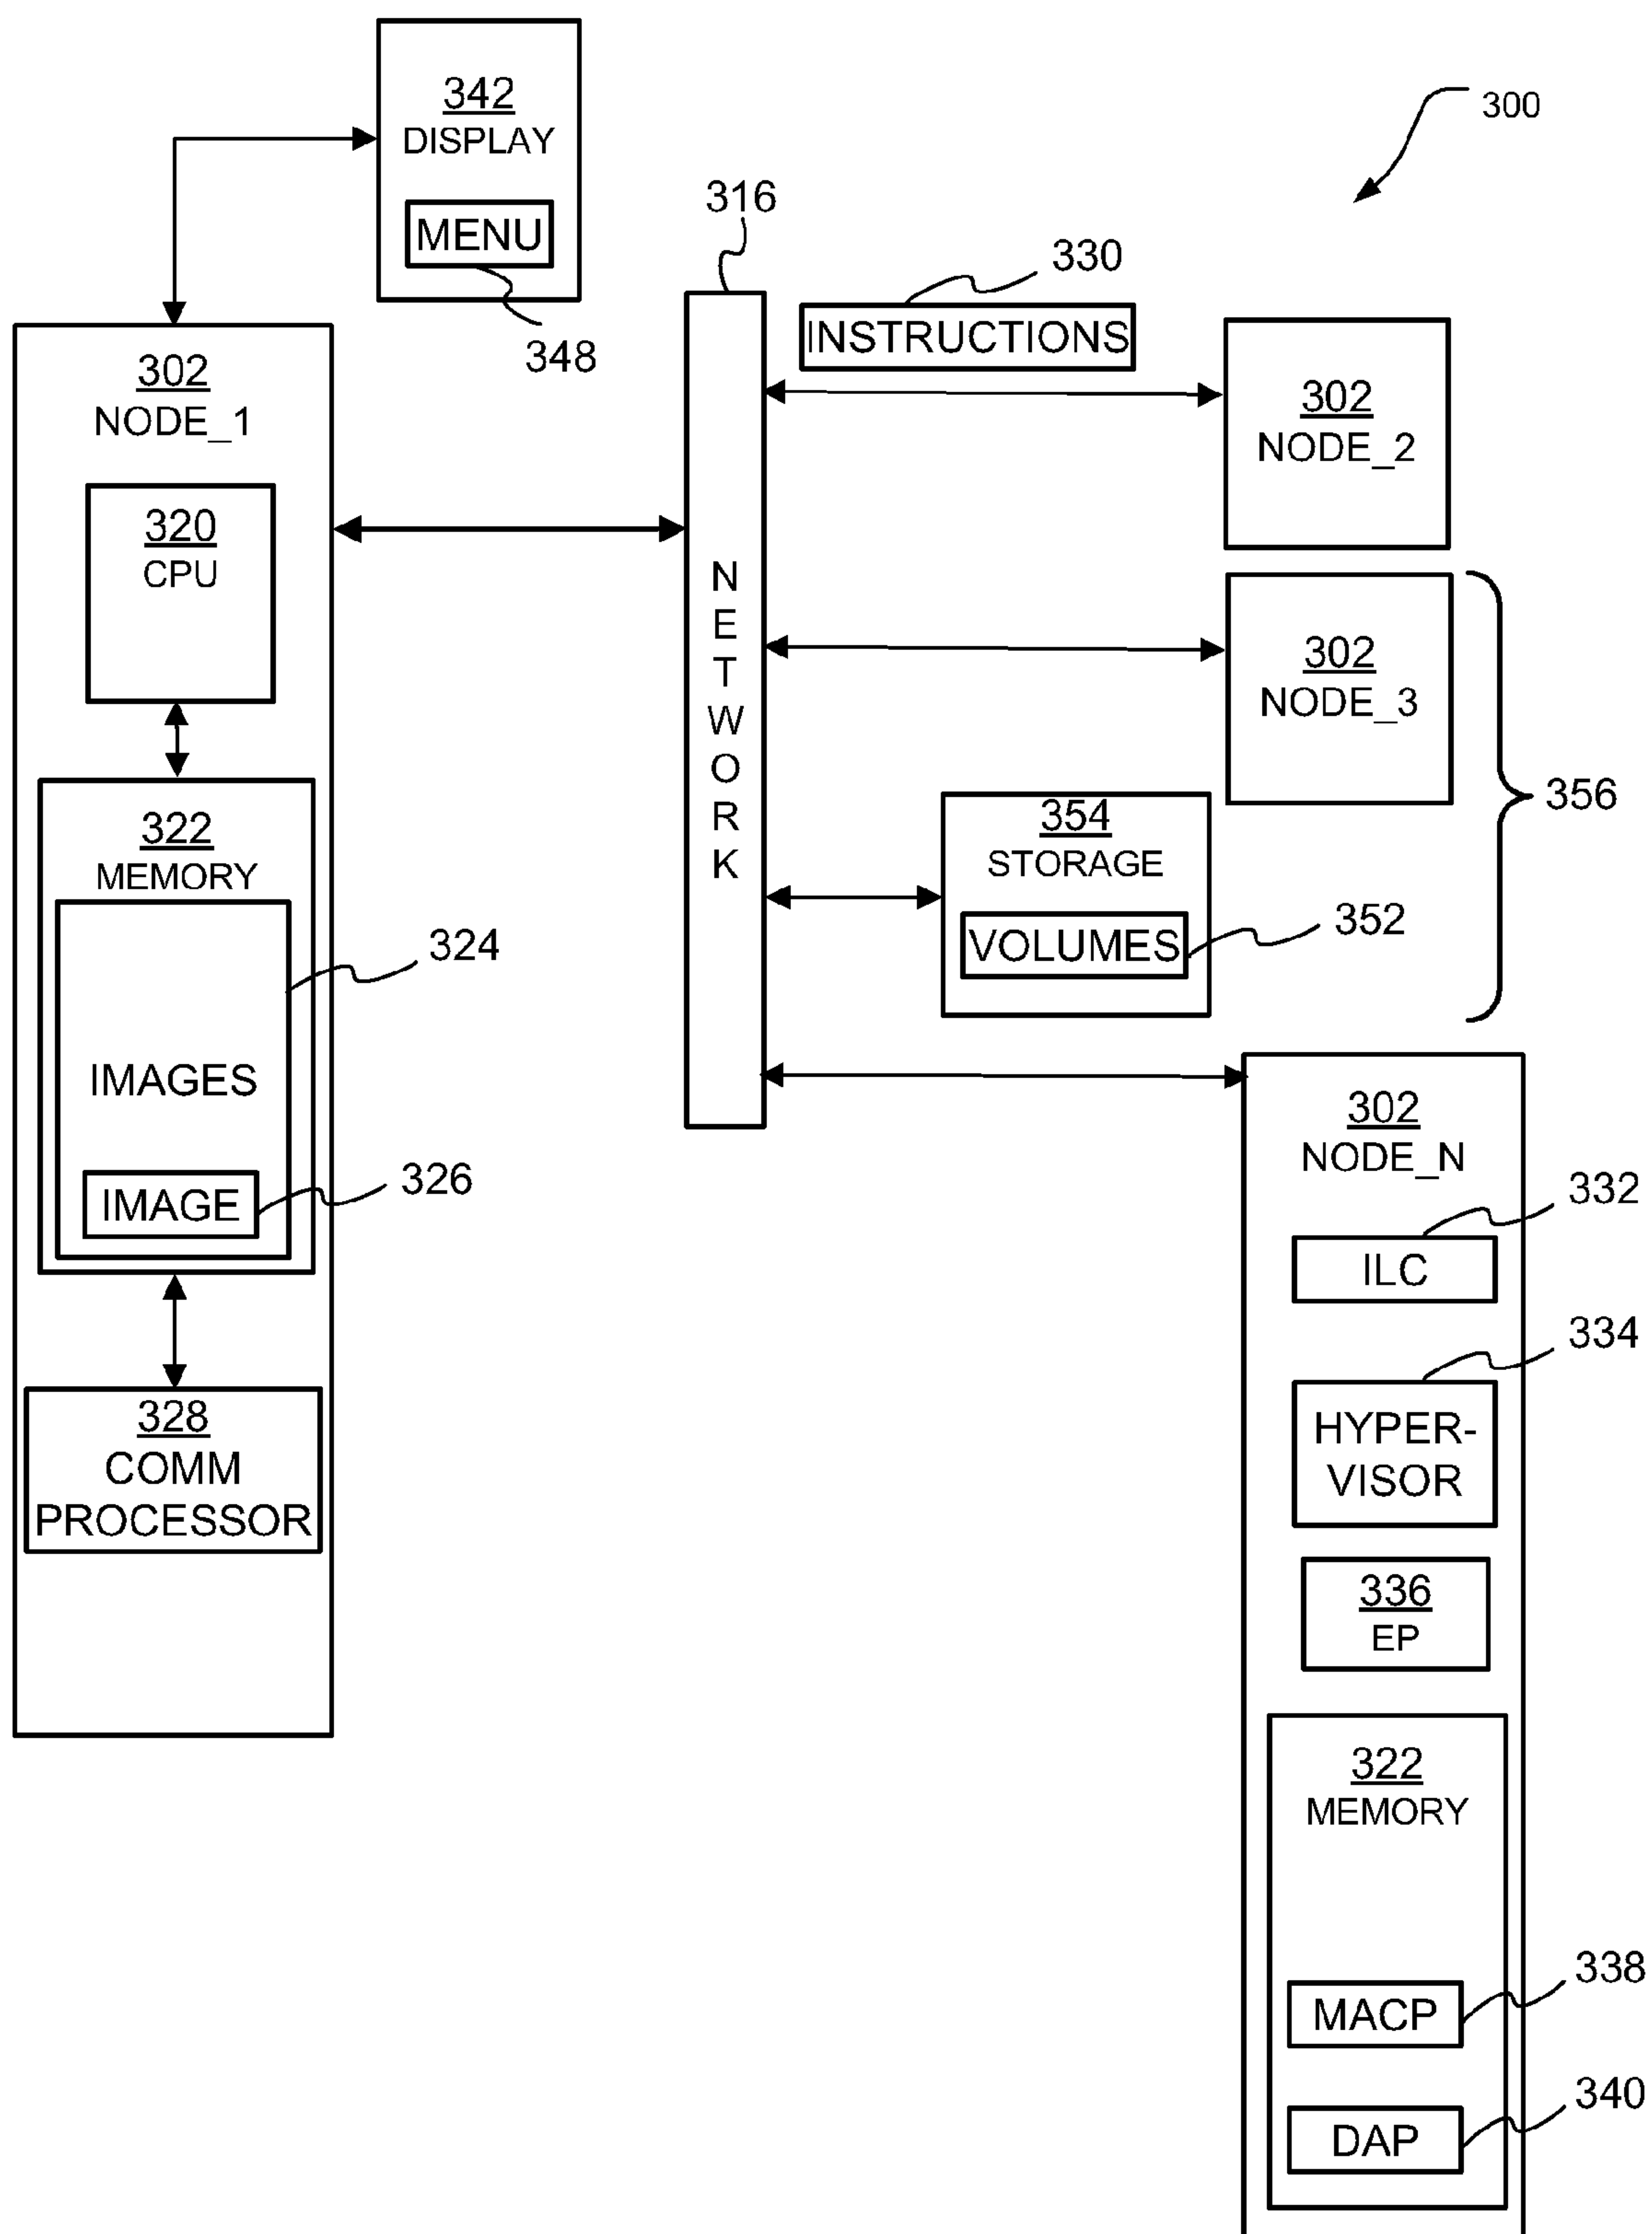 342
DISPLAY
MENU
348
300
316
NETWORK
330
INSTRUCTIONS
302
NODE_1
320
CPU
322
MEMORY
324
IMAGES
IMAGE
326
328
COMM
PROCESSOR
302
NODE_2
302
NODE_3
356
354
STORAGE
VOLUMES
352
302
NODE_N
332
ILC
334
HYPER-
VISOR
336
EP
322
MEMORY
338
MACP
340
DAP